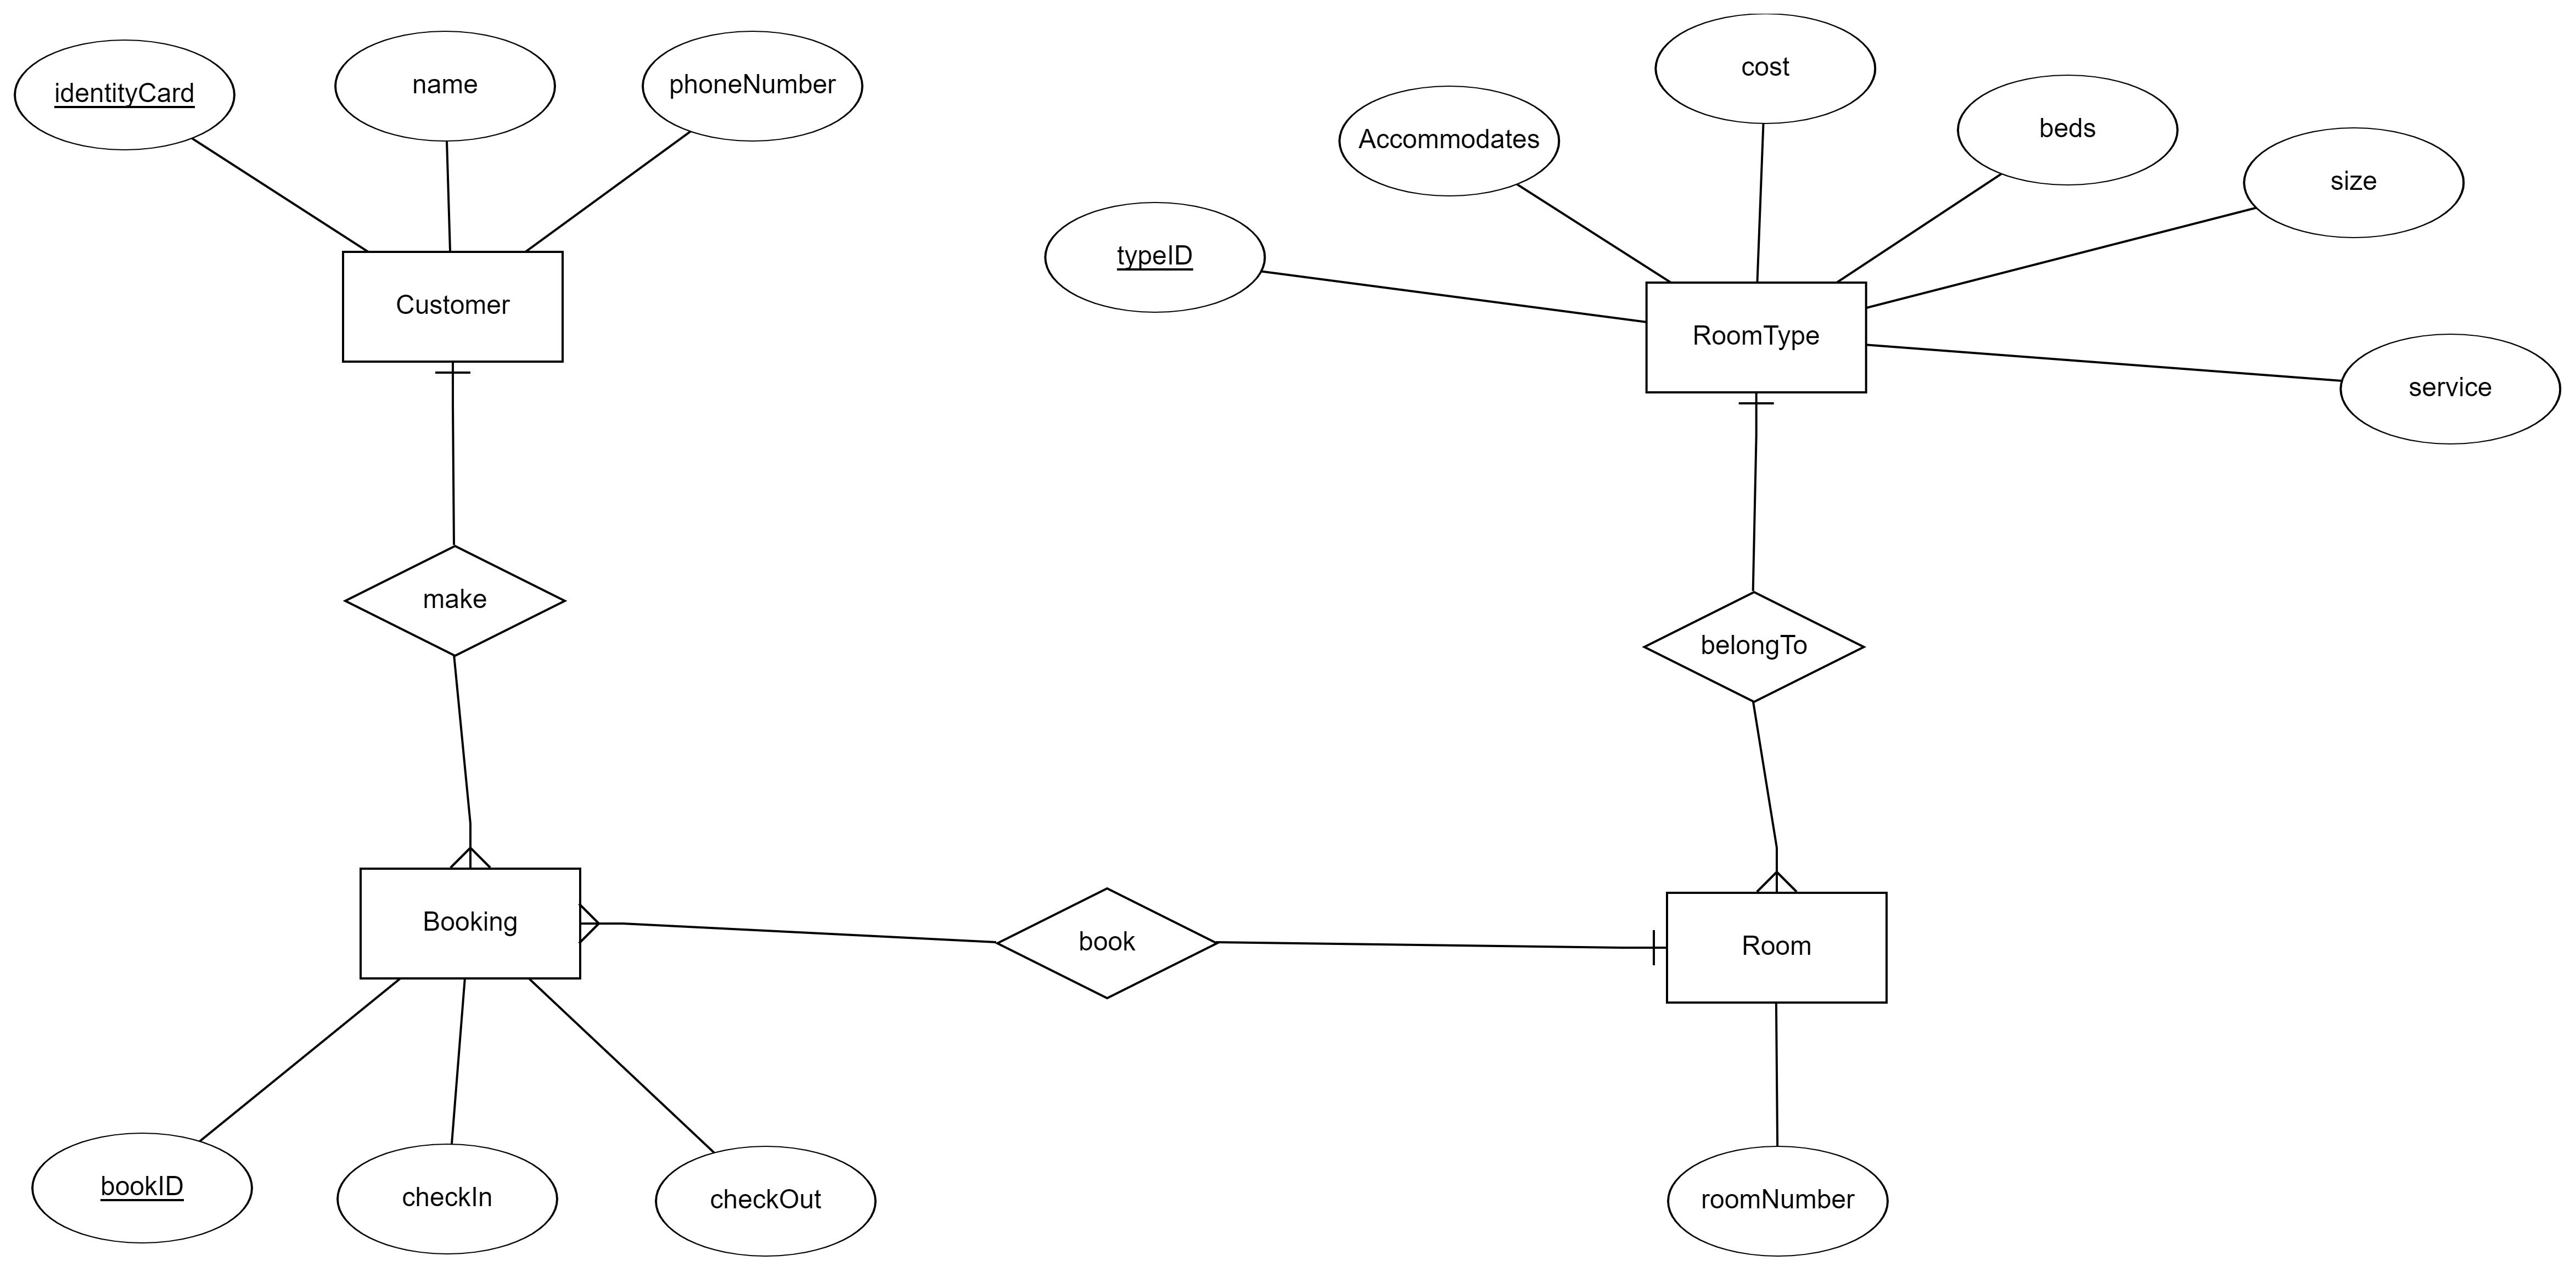 identityCard
name
phoneNumber
cost
Accommodates
beds
size
typeID
Customer
RoomType
service
make
belongTo
Booking
book
Room
bookID
checkIn
checkOut
roomNumber